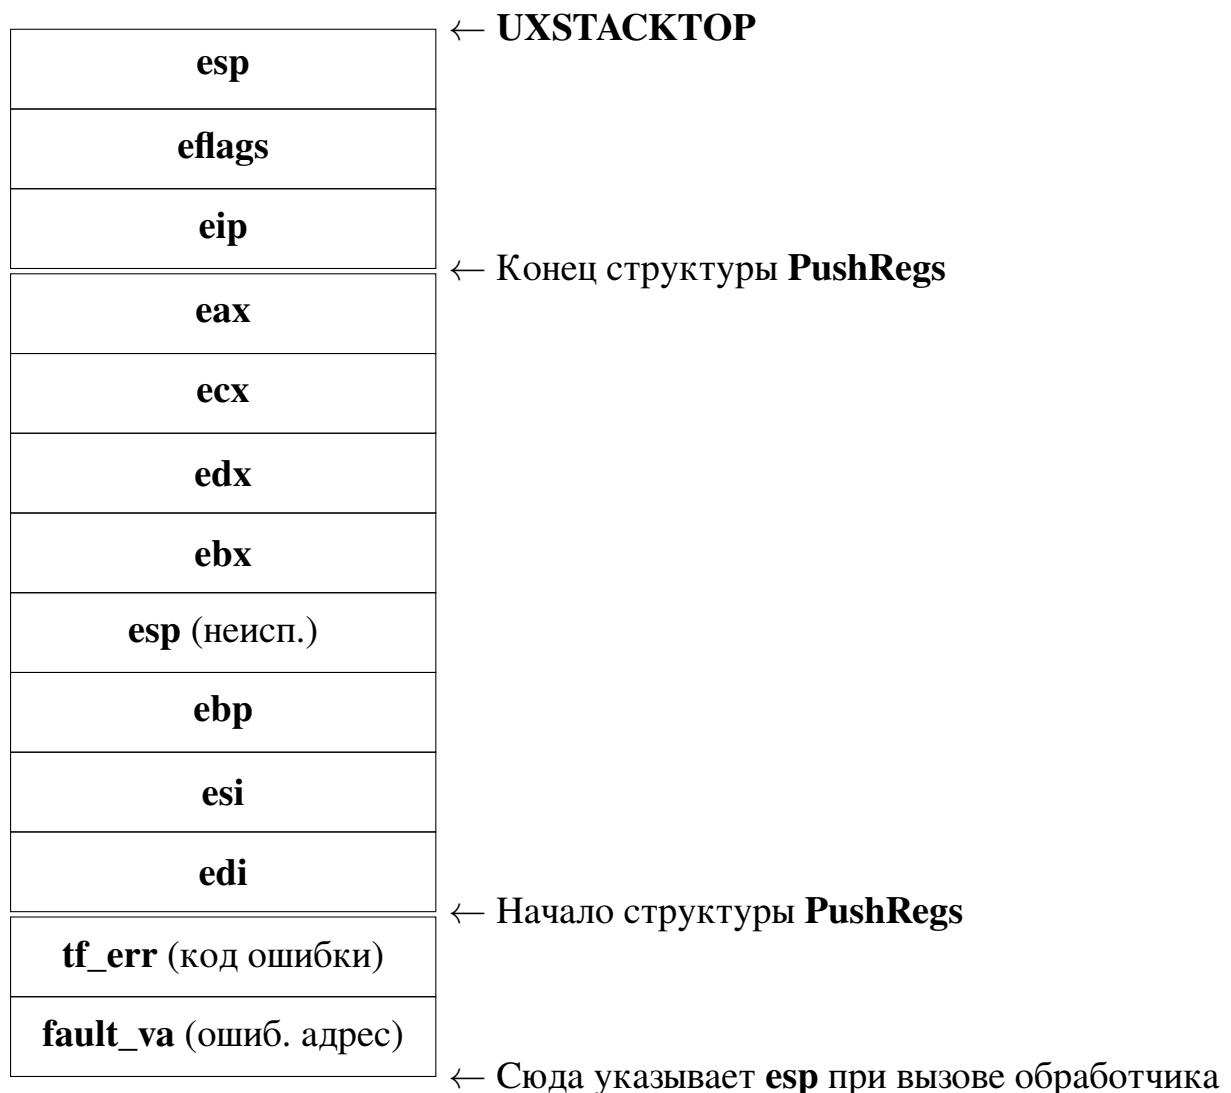 ← UXSTACKTOP
esp
eflags
eip
← Конец структуры PushRegs
eax
ecx
edx
ebx
esp (неисп.)
ebp
esi
edi
← Начало структуры PushRegs
tf_err (код ошибки)
fault_va (ошиб. адрес)
← Сюда указывает esp при вызове обработчика